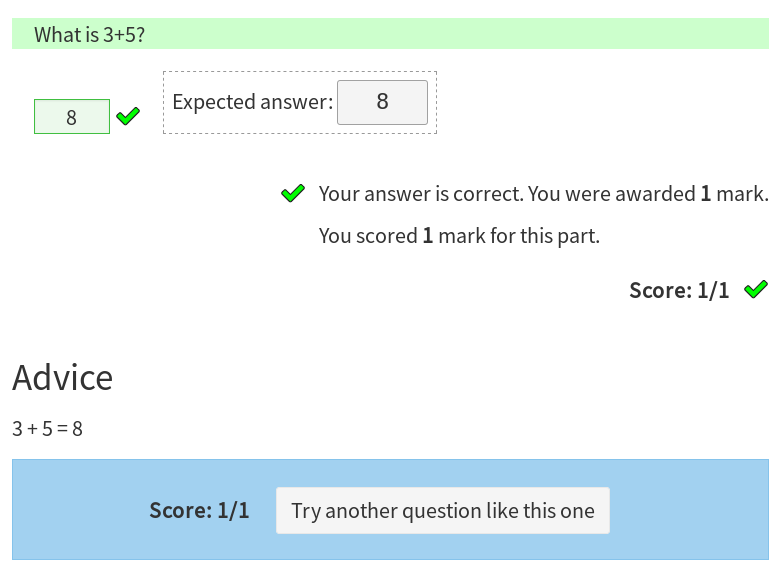 What is 3+5?
8
Expected answer: 8
Your answer is correct. You were awarded 1 mark.
You scored 1 mark for this part.
Score: 1/1
Advice
3 + 5 = 8
Score: 1/1 Try another question like this one